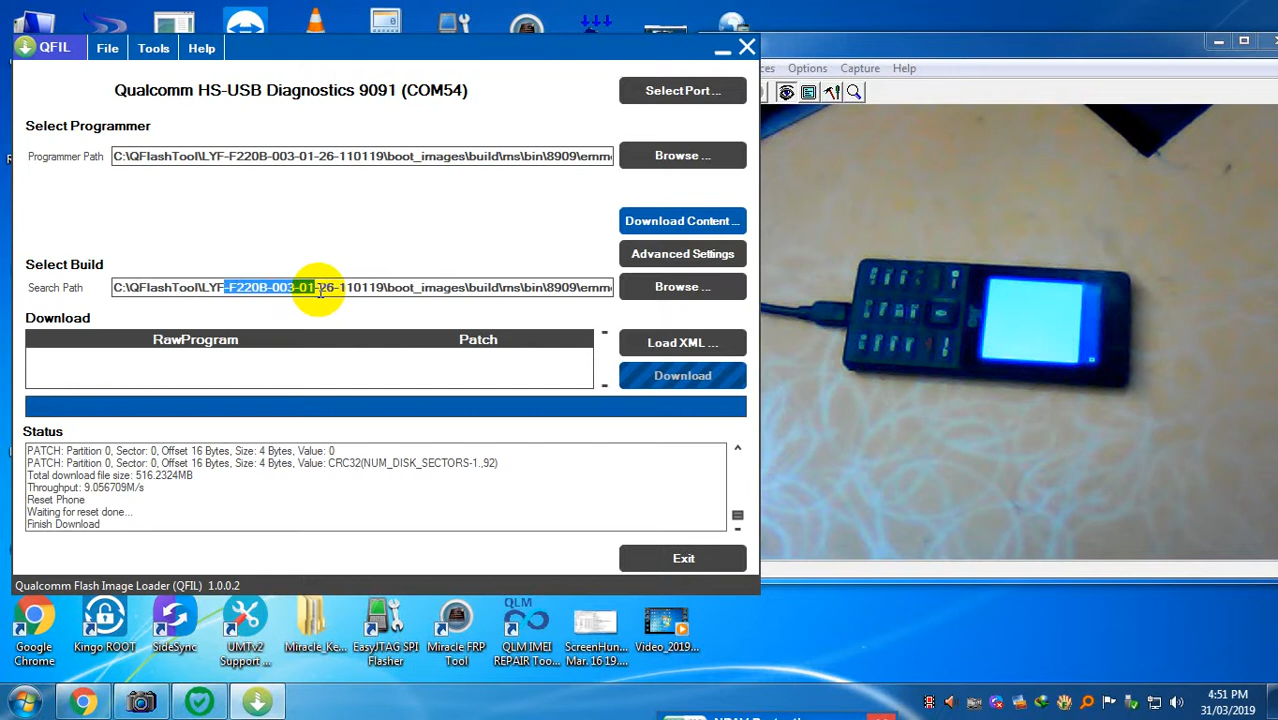 QFIL
File
Tools
Help
Qualcomm HS-USB Diagnostics 9091 (COM54)
Select Port ...
Select Programmer
Programmer Path
C:\QFlashTool\LYF-F220B-003-01-26-110119\boot_images\build\ms\bin\8909\emm
Browse ...
Download Content ...
Advanced Settings
Select Build
Search Path
C:\QFlashTool\LYF-F220B-003-01-26-110119\boot_images\build\ms\bin\8909\emm
Browse ...
Download
RawProgram
Patch
Load XML ...
Download
Status
PATCH: Partition 0, Sector: 0, Offset 16 Bytes, Size: 4 Bytes, Value: 0
PATCH: Partition 0, Sector: 0, Offset 16 Bytes, Size: 4 Bytes, Value: CRC32(NUM_DISK_SECTORS-1.,92)
Total download file size: 516.2324MB
Throughput: 9.056709M/s
Reset Phone
Waiting for reset done...
Finish Download
Exit
Qualcomm Flash Image Loader (QFIL) 1.0.0.2
Options
Capture
Help
Google
Chrome
Kingo ROOT
SideSync
UMTv2
Support ...
Miracle_Ke...
EasyJTAG SPI
Flasher
Miracle FRP
Tool
QLM
QLM IMEI
REPAIR Too...
ScreenHun...
Mar. 16 19....
Video_2019...
4:51 PM
31/03/2019